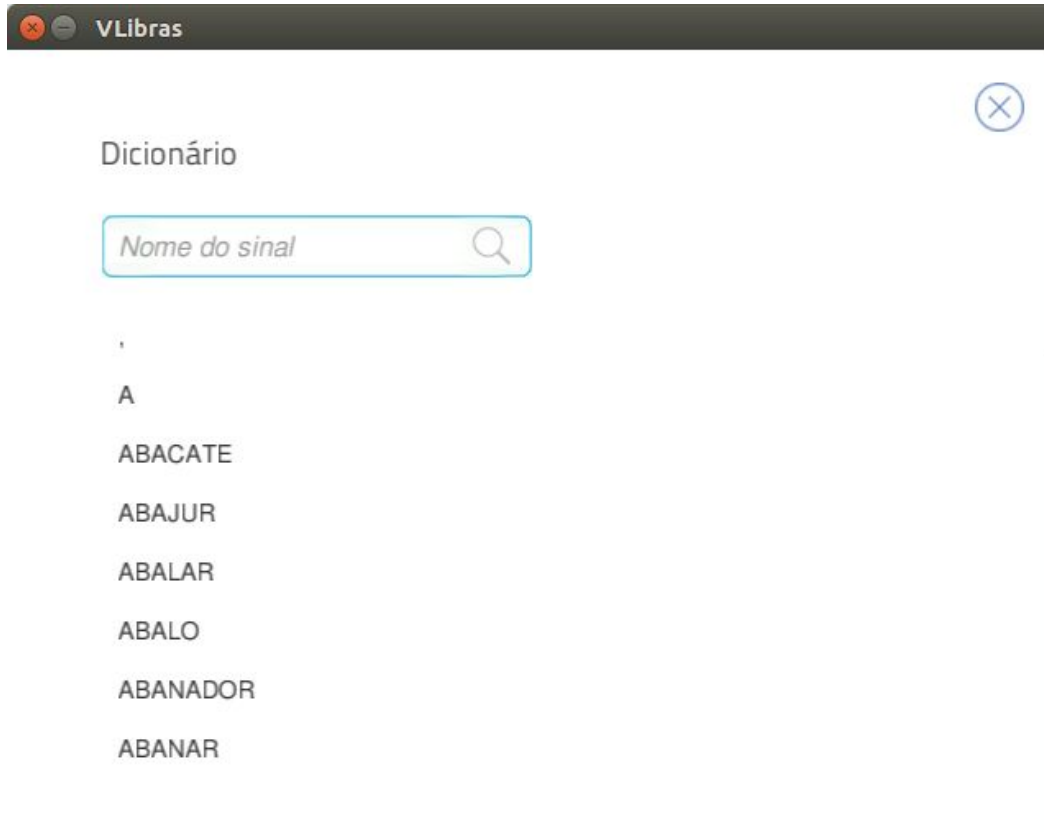 VLibras
Dicionário
Nome do sinal
,
A
ABACATE
ABAJUR
ABALAR
ABALO
ABANADOR
ABANAR